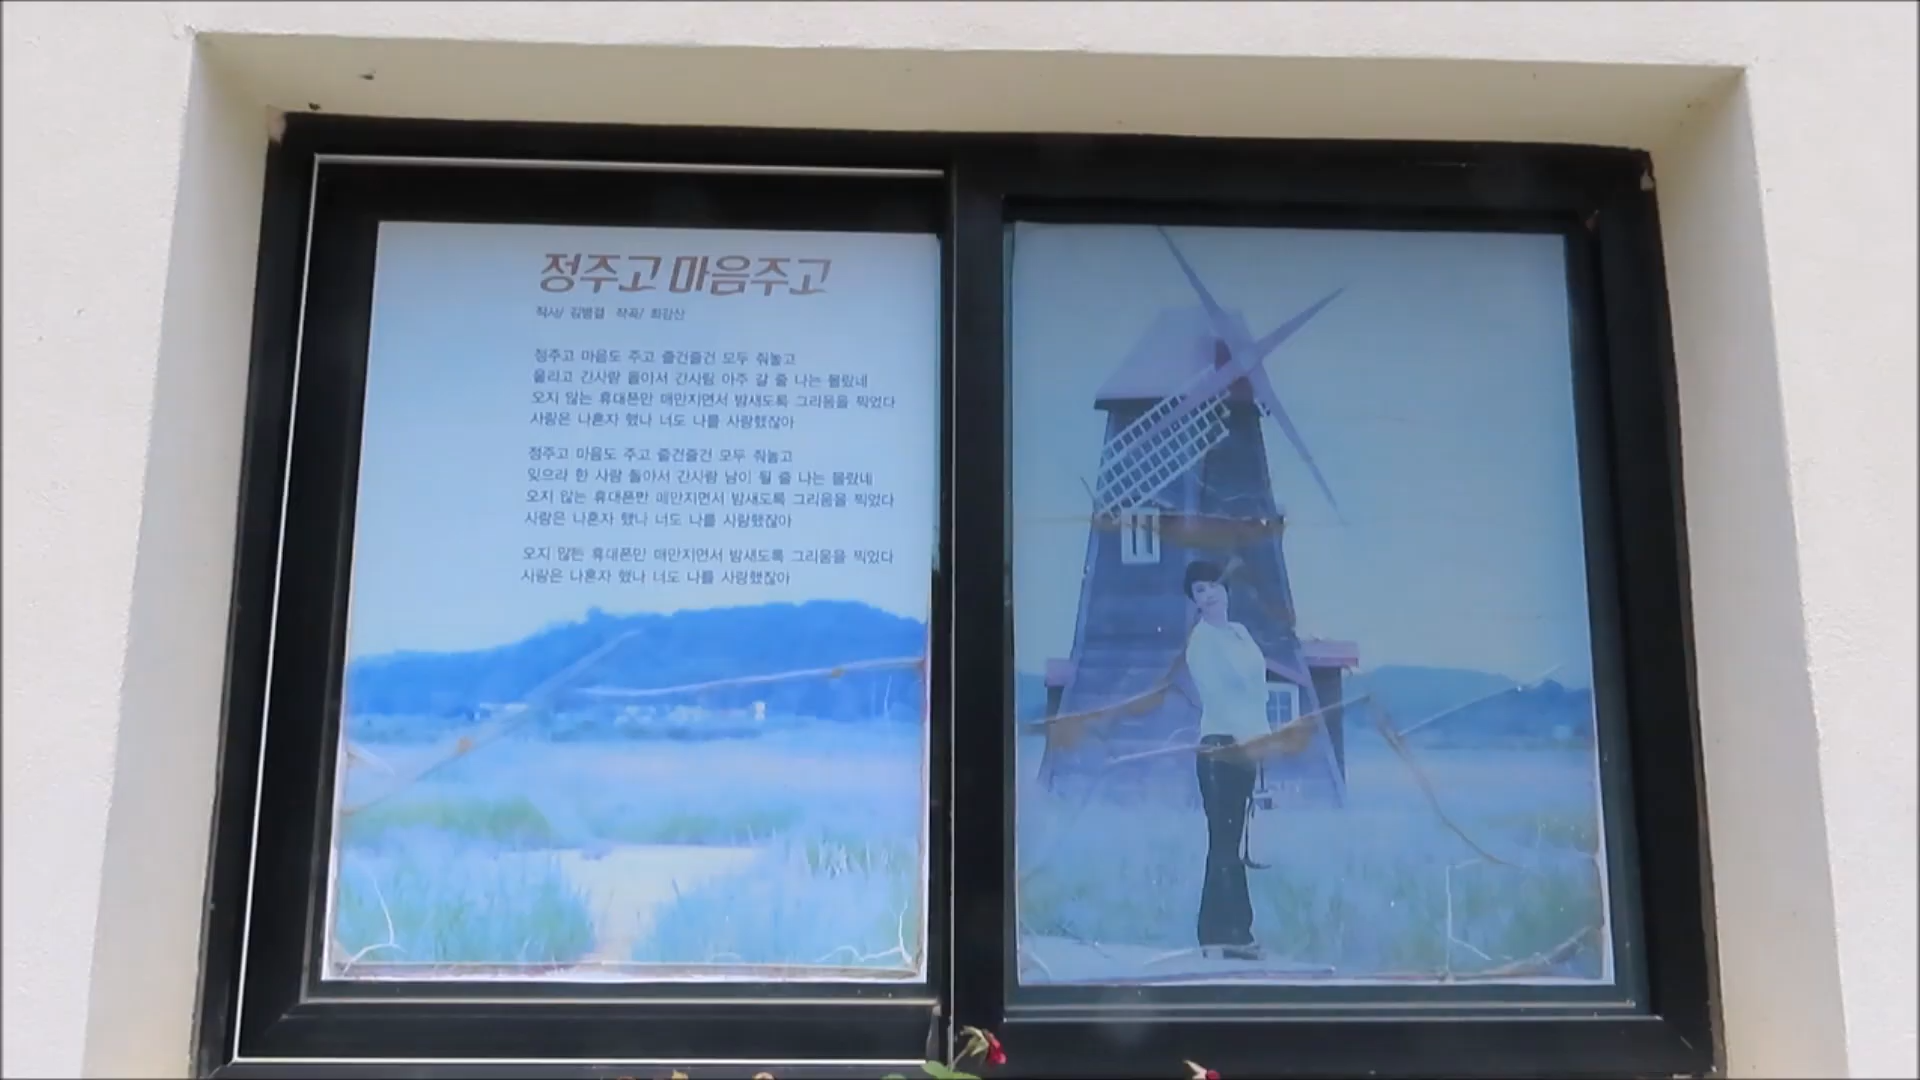 정주고 마음주고
작사/ 김병걸 작곡/ 최강산
정주고 마음도 주고 줄건줄건 모두 줘놓고
울리고 간사람 돌아서 간사람 아주 갈 줄 나는 몰랐네
오지 않는 휴대폰만 매만지면서 밤새도록 그리움을 찍었다
사랑은 나혼자 했나 너도 나를 사랑했잖아
정주고 마음도 주고 줄건줄건 모두 줘놓고
잊으라 한 사람 돌아서 간사람 남이 될 줄 나는 몰랐네
오지 않는 휴대폰만 매만지면서 밤새도록 그리움을 찍었다
사랑은 나혼자 했나 너도 나를 사랑했잖아
오지 않는 휴대폰만 매만지면서 밤새도록 그리움을 찍었다
사랑은 나혼자 했나 너도 나를 사랑했잖아